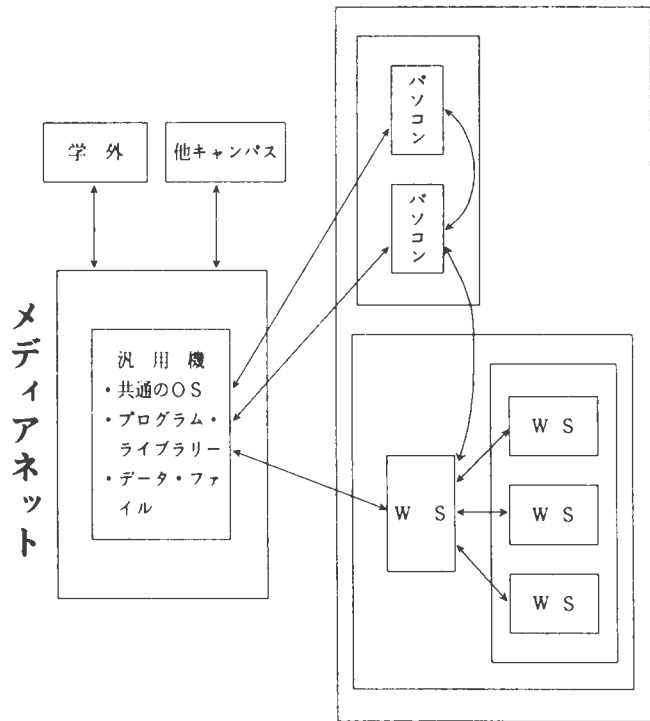 学 外
他キャンパス
メディアネット
汎 用 機
・共通のOS
・プログラム・
ライブラリー
・データ・ファ
イル
パソコン
パソコン
W S
W S
W S
W S